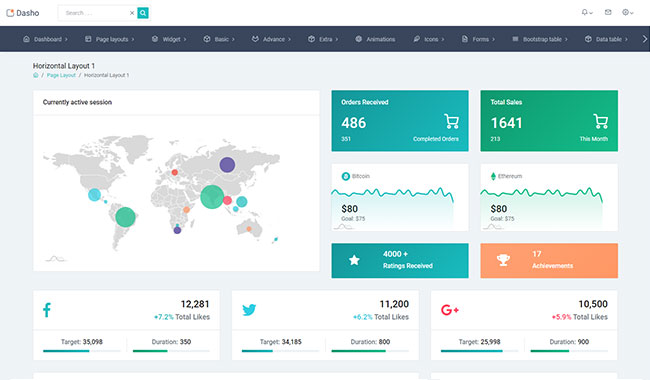 Dasho
Search ...
Dashboard
Page layouts
Widget
Basic
Advance
Extra
Animations
Icons
Forms
Bootstrap table
Data table
Horizontal Layout 1
/ Page Layout / Horizontal Layout 1
Currently active session
Orders Received
486
351 Completed Orders
Total Sales
1641
213 This Month
Bitcoin
$80
Goal: $75
Ethereum
$80
Goal: $75
4000 +
Ratings Received
17
Achievements
12,281
+7.2% Total Likes
Target: 35,098 Duration: 350
11,200
+6.2% Total Likes
Target: 34,185 Duration: 800
G+ 10,500
+5.9% Total Likes
Target: 25,998 Duration: 900